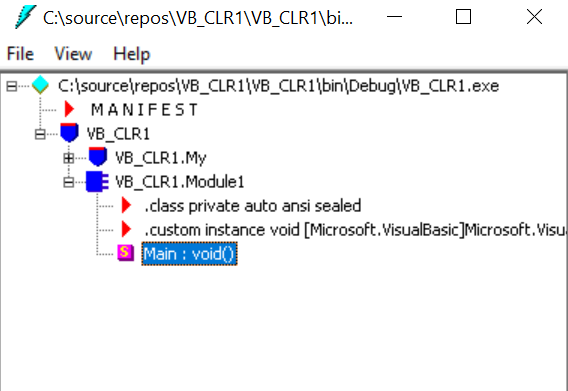 C:\source\repos\VB_CLR1\VB_CLR1\bi...
File View Help
C:\source\repos\VB_CLR1\VB_CLR1\bin\Debug\VB_CLR1.exe
M A N I F E S T
VB_CLR1
VB_CLR1.My
VB_CLR1.Module1
.class private auto ansi sealed
.custom instance void [Microsoft.VisualBasic]Microsoft.Visu
S Main : void()